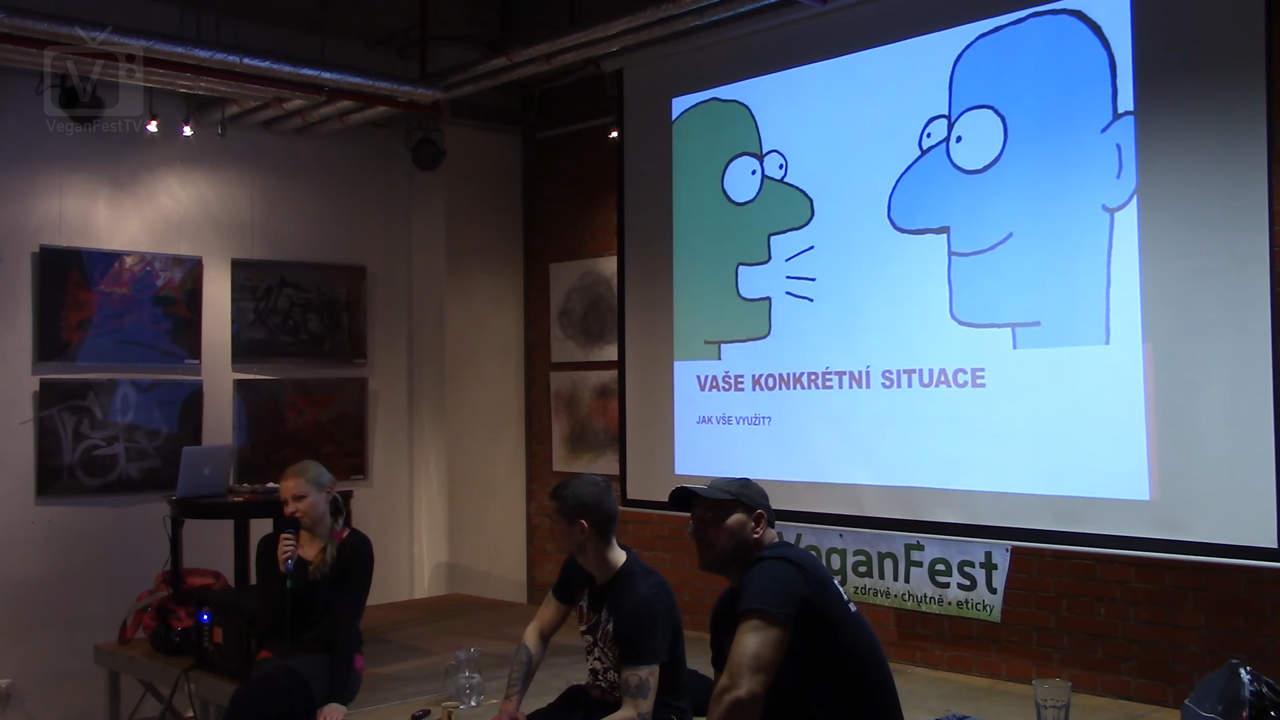 VeganFestTV
VAŠE KONKRÉTNÍ SITUACE
JAK VŠE VYUŽÍT?
VeganFest
zdravě • chutně • eticky